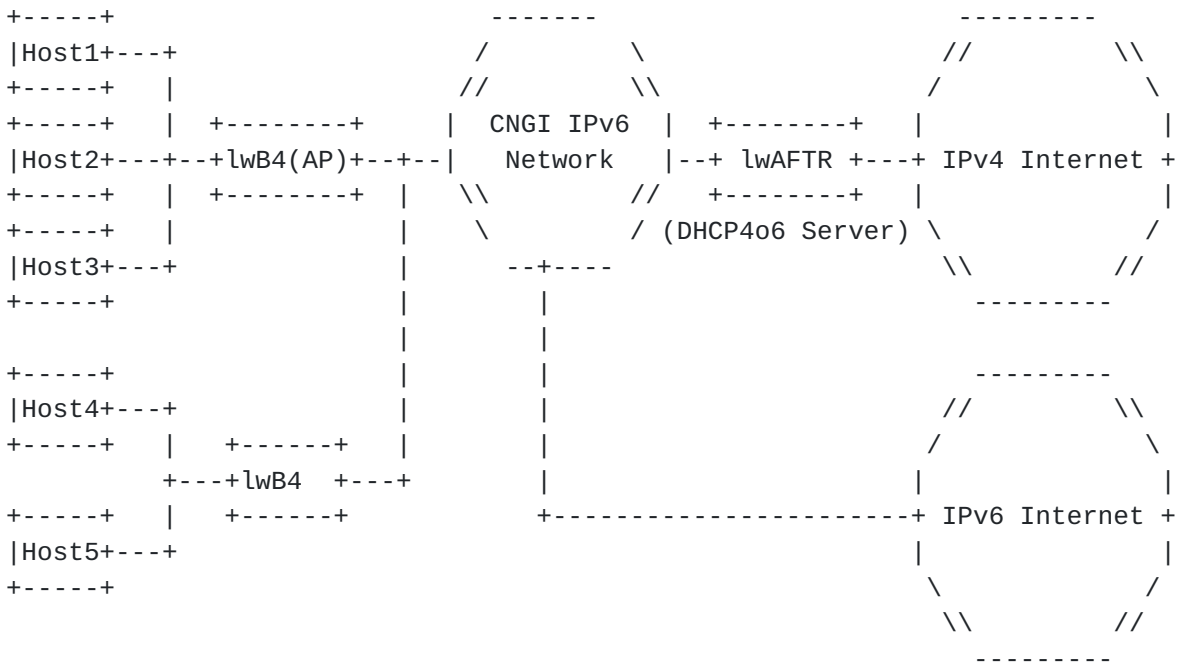 Host1
CNGI IPv6
Host2 lwB4(AP) Network lwAFTR IPv4 Internet
(DHCP4o6 Server)
Host3
Host4
lwB4
IPv6 Internet
Host5